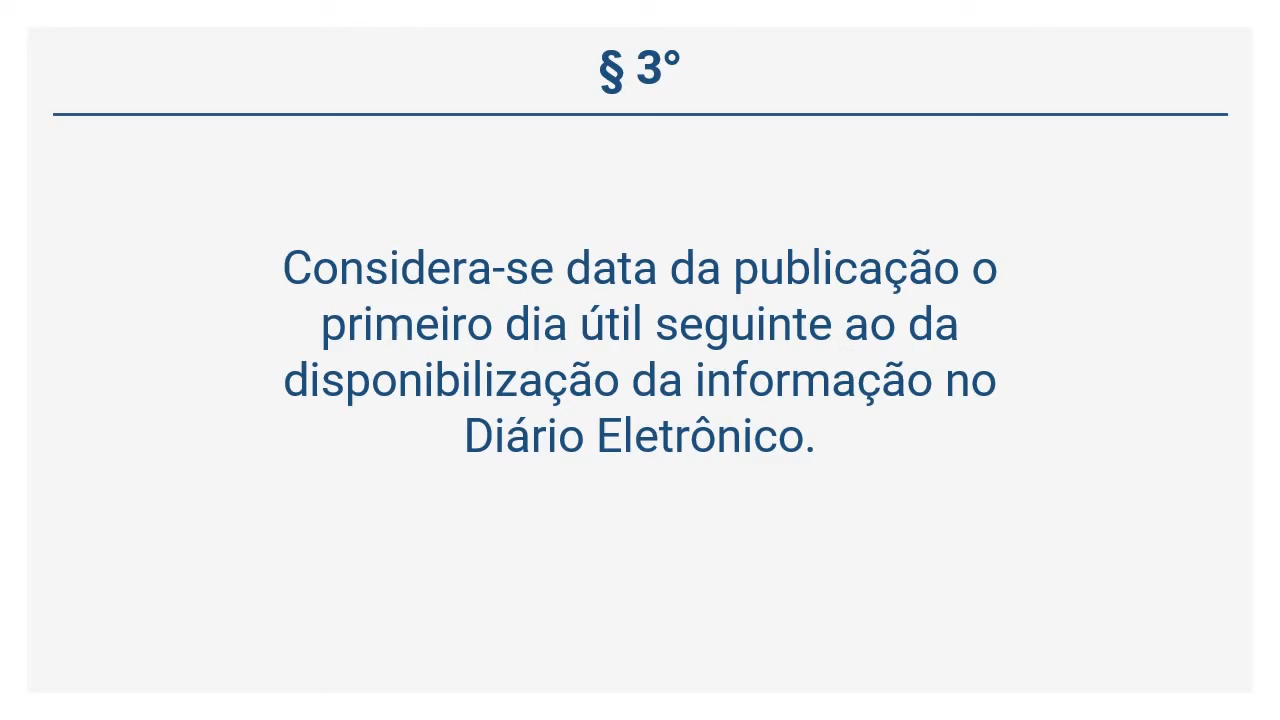 § 3°
Considera-se data da publicação o
primeiro dia útil seguinte ao da
disponibilização da informação no
Diário Eletrônico.